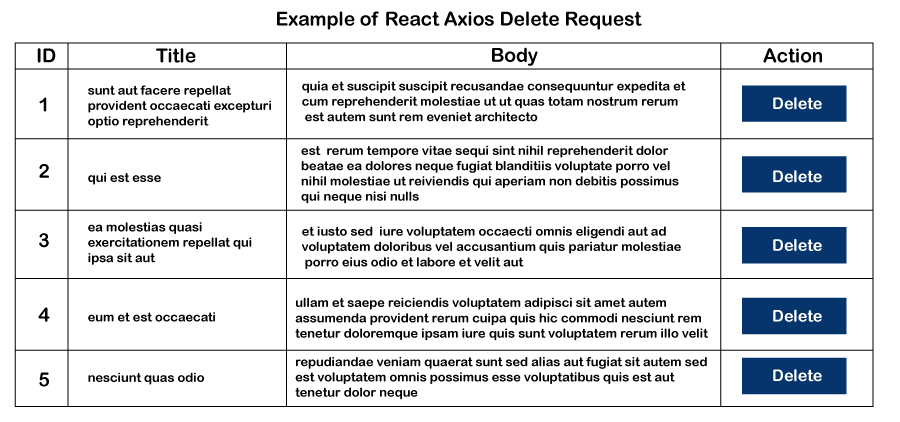 Example of React Axios Delete Request
ID Title Body Action
1
sunt aut facere repellat
provident occaecati excepturi
optio reprehenderit
quia et suscipit suscipit recusandae consequuntur expedita et
cum reprehenderit molestiae ut ut quas totam nostrum rerum
est autem sunt rem eveniet architecto
Delete
2
qui est esse
est rerum tempore vitae sequi sint nihil reprehenderit dolor
beatae ea dolores neque fugiat blanditiis voluptate porro vel
nihil molestiae ut reiviendis qui aperiam non debitis possimus
qui neque nisi nulls
Delete
3
ea molestias quasi
exercitationem repellat qui
ipsa sit aut
et iusto sed iure voluptatem occaecti omnis eligendi aut ad
voluptatem doloribus vel accusantium quis pariatur molestiae
porro eius odio et labore et velit aut
Delete
4
eum et est occaecati
ullam et saepe reiciendis voluptatem adipisci sit amet autem
assumenda provident rerum cuipa quis hic commodi nesciunt rem
tenetur doloremque ipsam iure quis sunt voluptatem rerum illo velit
Delete
5
nesciunt quas odio
repudiandae veniam quaerat sunt sed alias aut fugiat sit autem sed
est voluptatem omnis possimus esse voluptatibus quis est aut
tenetur dolor neque
Delete